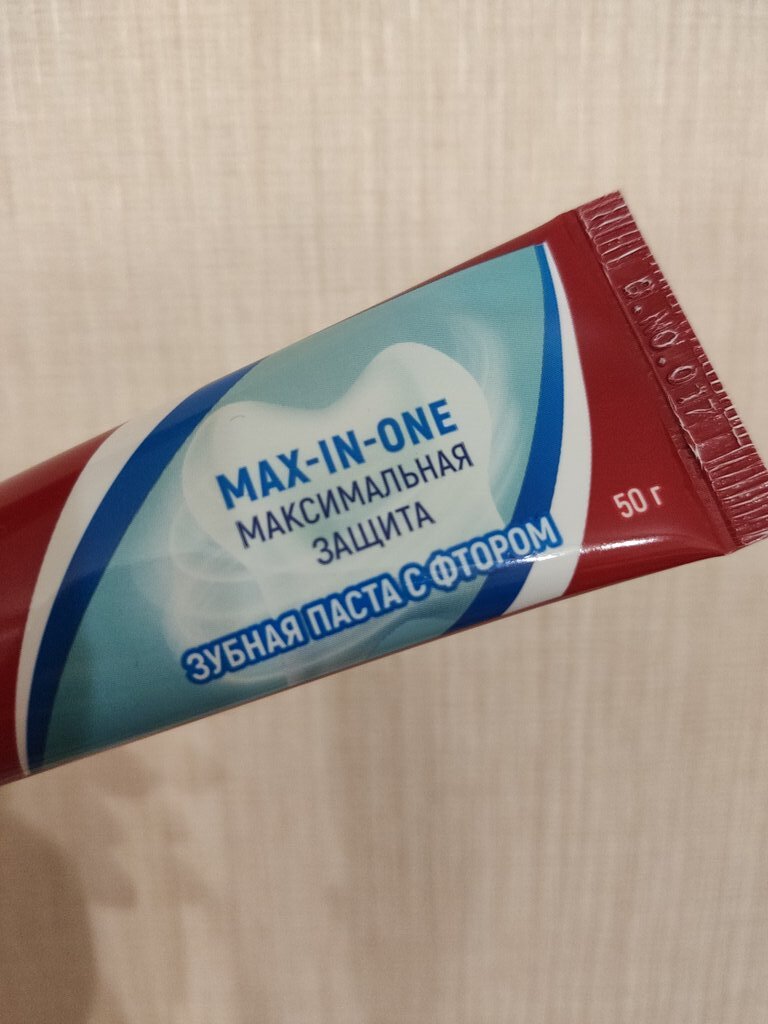 MAX-IN-ONE
МАКСИМАЛЬНАЯ
ЗАЩИТА
ЗУБНАЯ ПАСТА С ФТОРОМ
50 г